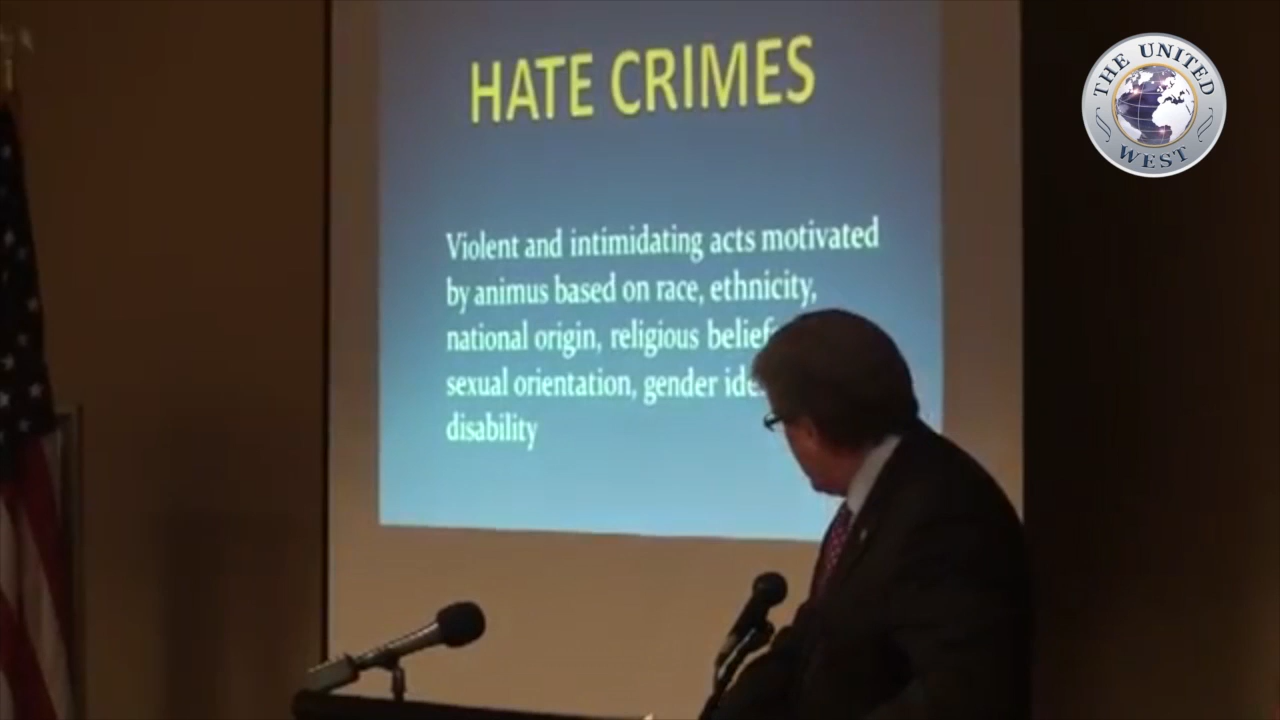 HATE CRIMES
THE UNITED
WEST
Violent and intimidating acts motivated
by animus based on race, ethnicity,
national origin, religious
sexual orientation, gender
disability